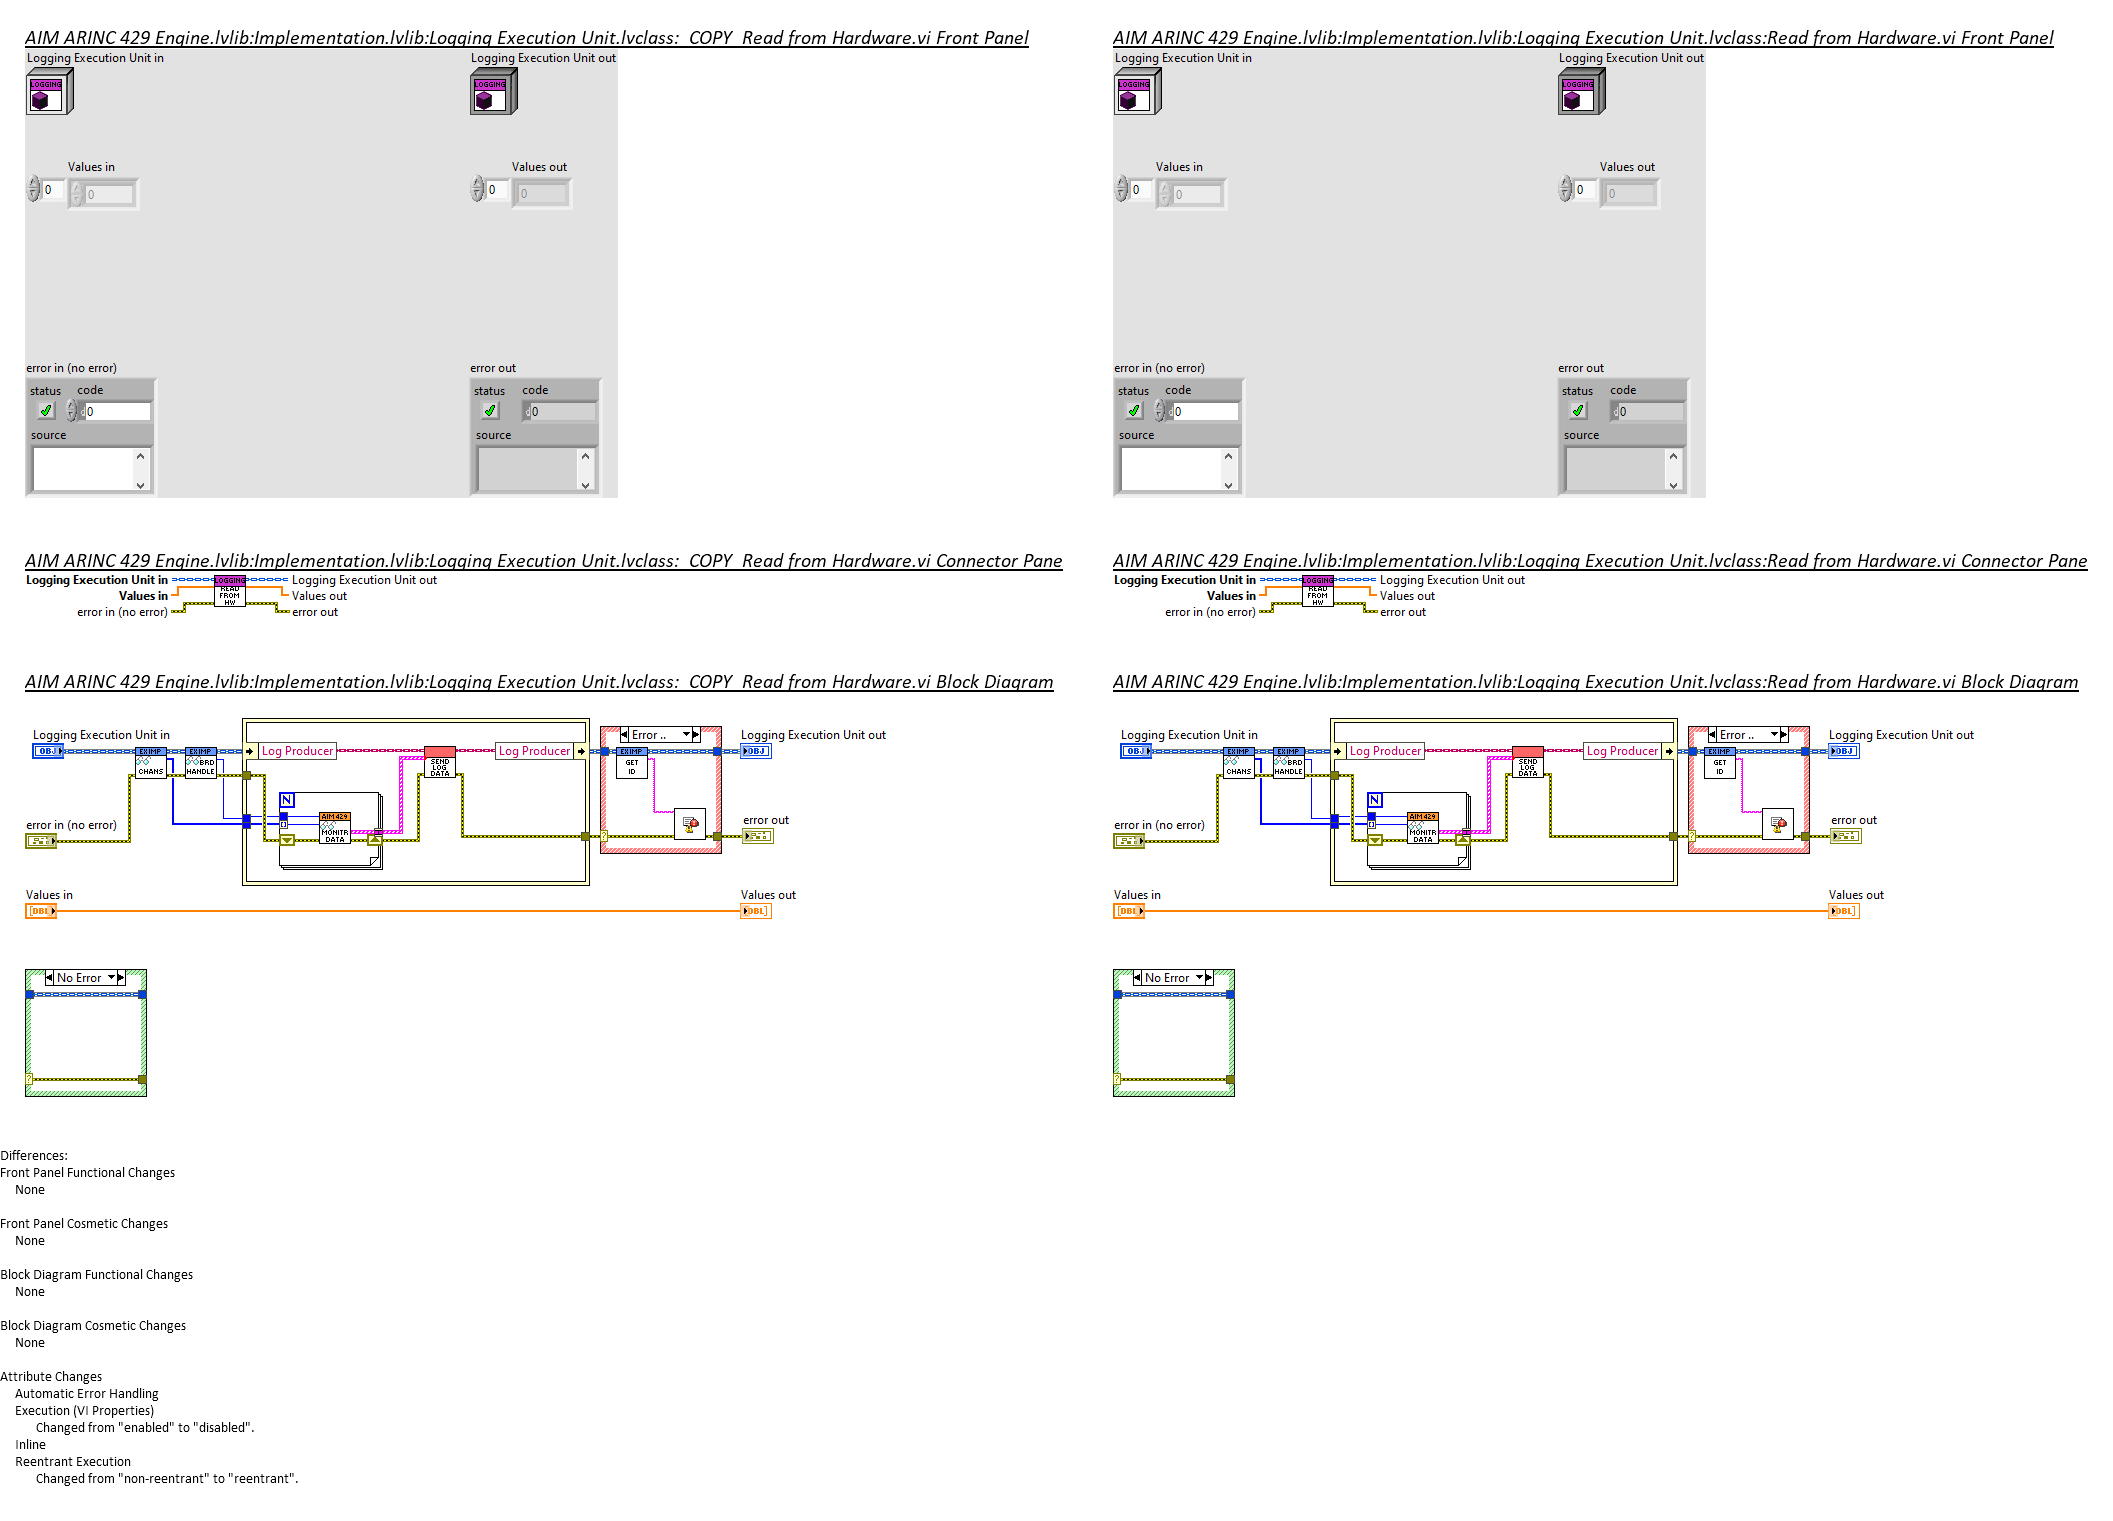 AIM ARINC 429 Engine.lvlib:Implementation.lvlib:Logging Execution Unit.lvclass:  COPY  Read from Hardware.vi Front Panel
Logging Execution Unit in
Logging Execution Unit out
LOGGING
LOGGING
Values in
Values out
0
0
0
0
error in (no error)
error out
status
code
status
code
d0
d0
source
source
AIM ARINC 429 Engine.lvlib:Implementation.lvlib:Logging Execution Unit.lvclass:Read from Hardware.vi Front Panel
Logging Execution Unit in
Logging Execution Unit out
LOGGING
LOGGING
Values in
Values out
0
0
0
0
error in (no error)
error out
status
code
status
code
d0
d0
source
source
AIM ARINC 429 Engine.lvlib:Implementation.lvlib:Logging Execution Unit.lvclass:  COPY  Read from Hardware.vi Connector Pane
Logging Execution Unit in
LOGGING
Logging Execution Unit out
Values in
READ
FROM
HW
Values out
error in (no error)
error out
AIM ARINC 429 Engine.lvlib:Implementation.lvlib:Logging Execution Unit.lvclass:Read from Hardware.vi Connector Pane
Logging Execution Unit in
LOGGING
Logging Execution Unit out
Values in
READ
FROM
HW
Values out
error in (no error)
error out
AIM ARINC 429 Engine.lvlib:Implementation.lvlib:Logging Execution Unit.lvclass:  COPY  Read from Hardware.vi Block Diagram
Logging Execution Unit in
Error ..
Logging Execution Unit out
OBJ
EXIMP
CHANS
EXIMP
BRD
HANDLE
Log Producer
SEND
LOG
DATA
Log Producer
EXIMP
GET
ID
OBJ
N
AIM429
MONITR
DATA
error in (no error)
?
error out
Values in
Values out
[DBL
DBL]
No Error
?
AIM ARINC 429 Engine.lvlib:Implementation.lvlib:Logging Execution Unit.lvclass:Read from Hardware.vi Block Diagram
Logging Execution Unit in
Error ..
Logging Execution Unit out
OBJ
EXIMP
CHANS
EXIMP
BRD
HANDLE
Log Producer
SEND
LOG
DATA
Log Producer
EXIMP
GET
ID
OBJ
N
AIM429
MONITR
DATA
error in (no error)
?
error out
Values in
Values out
[DBL
DBL]
No Error
?
Differences:
Front Panel Functional Changes
None
Front Panel Cosmetic Changes
None
Block Diagram Functional Changes
None
Block Diagram Cosmetic Changes
None
Attribute Changes
Automatic Error Handling
Execution (VI Properties)
Changed from "enabled" to "disabled".
Inline
Reentrant Execution
Changed from "non-reentrant" to "reentrant".